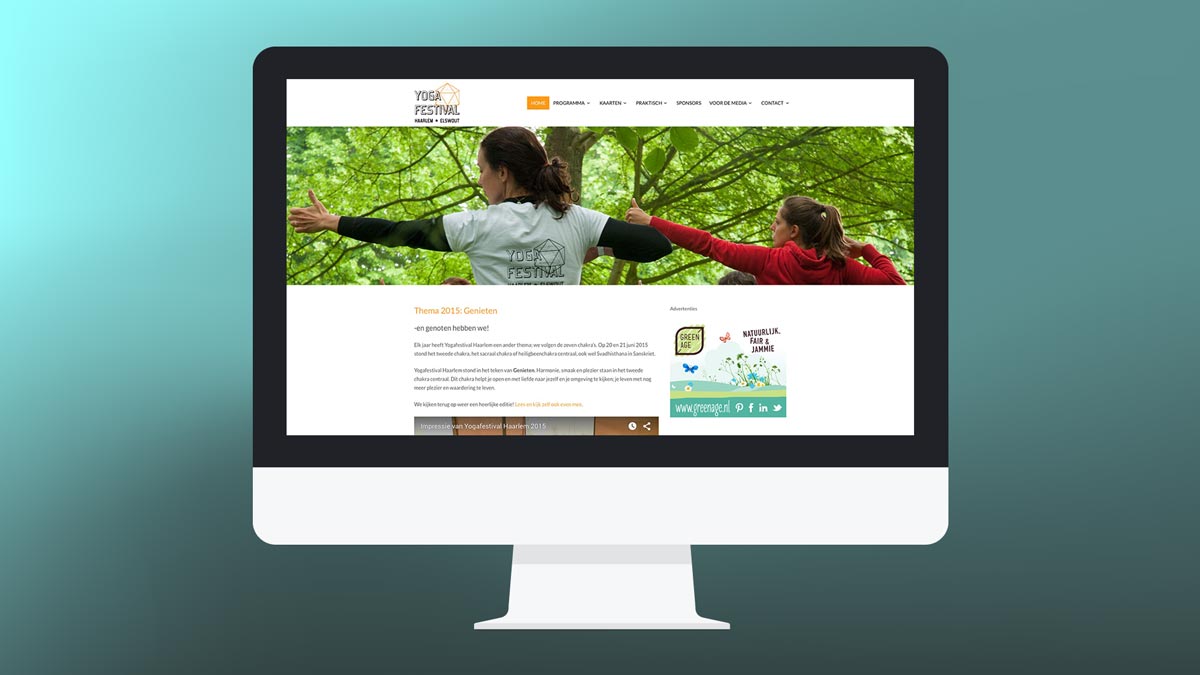 YOGA
FESTIVAL
HAARLEM • ELSWOUT
HOME PROGRAMMA KAARTEN PRAKTISCH SPONSORS VOOR DE MEDIA CONTACT
YOGA
FESTIVAL
HAARLEM • ELSWOUT
Thema 2015: Genieten
-en genoten hebben we!
Elk jaar heeft Yogafestival Haarlem een ander thema; we volgen de zeven chakra's. Op 20 en 21 juni 2015
stond het tweede chakra, het sacraal chakra of heiligbeenchakra centraal, ook wel Svadhisthana in Sanskriet.
Yogafestival Haarlem stond in het teken van Genieten. Harmonie, smaak en plezier staan in het tweede
chakra centraal. Dit chakra helpt je open en met liefde naar jezelf en je omgeving te kijken; je leven met nog
meer plezier en waardering te leven.
We kijken terug op weer een heerlijke editie! Lees en kijk zelf ook even mee.
Impressie van Yogafestival Haarlem 2015
Advertenties
GREEN
AGE
NATUURLIJK,
FAIR &
JAMMIE
www.greenage.nl